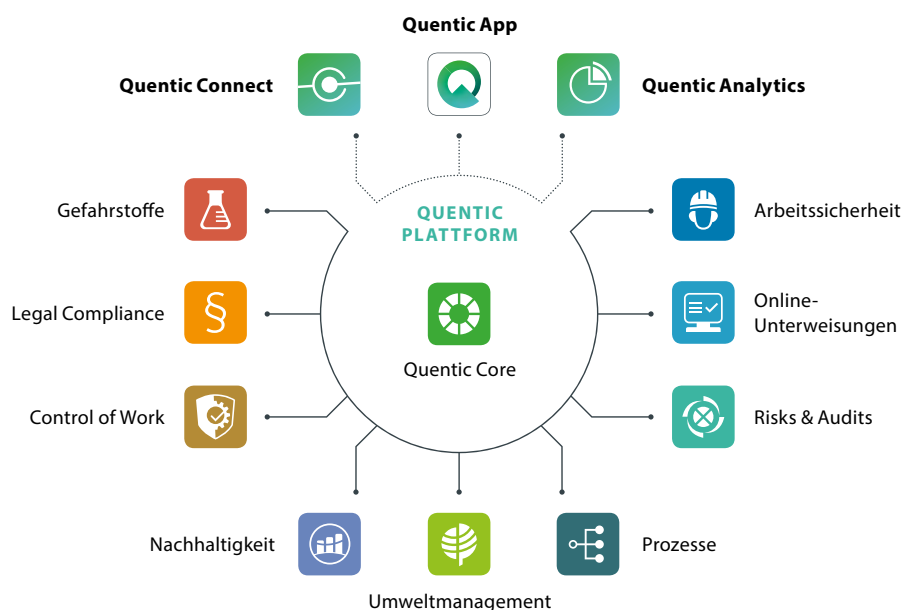 Quentic App
Quentic Connect
Quentic Analytics
QUENTIC
PLATTFORM
Gefahrstoffe
Arbeitssicherheit
Legal Compliance
§
Online-
Unterweisungen
Quentic Core
Control of Work
Risks & Audits
Nachhaltigkeit
Prozesse
Umweltmanagement